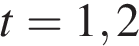 t = 1, 2